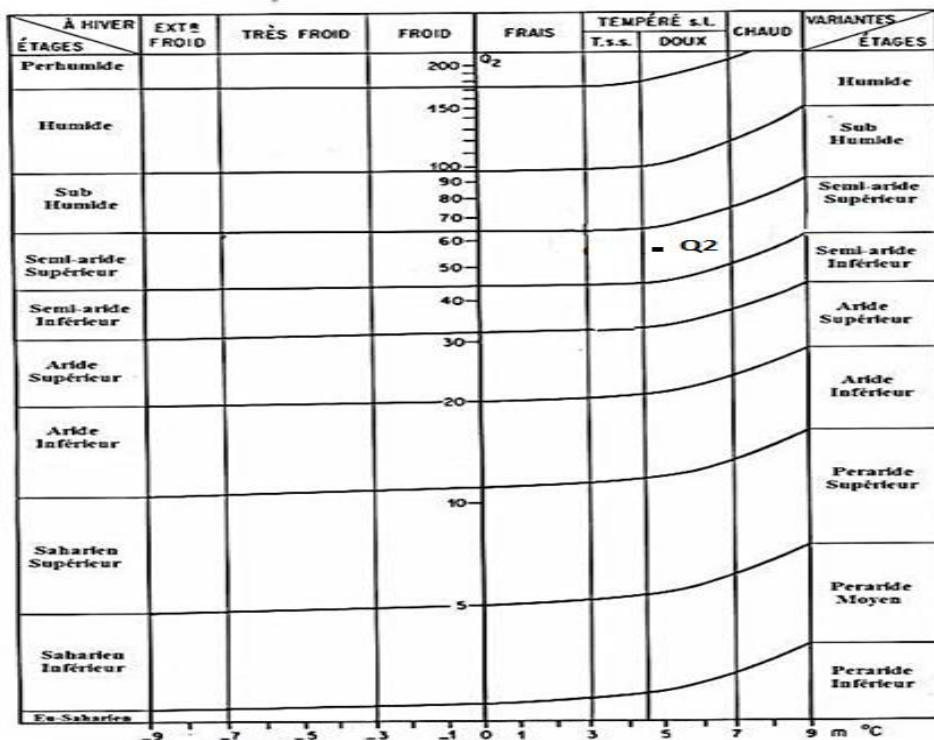 À HIVER
ÉTAGES
EXTᵉ
FROID
TRÈS FROID
FROID
FRAIS
TEMPÉRÉ s.l.
T.s.s.
DOUX
CHAUD
VARIANTES
ÉTAGES
Perhumide
Humide
Sub
Humide
Semi-aride
Supérieur
Semi-aride
Inférieur
Aride
Supérieur
Aride
Inférieur
Saharien
Supérieur
Saharien
Inférieur
Eu-Saharien
Q2
200
150
100
90
80
70
60
50
40
30
20
10
5
Q2
Humide
Sub
Humide
Semi-aride
Supérieur
Semi-aride
Inférieur
Aride
Supérieur
Aride
Inférieur
Peraride
Supérieur
Peraride
Moyen
Peraride
Inférieur
-9 -7 -5 -3 -1 0 1 3 5 7 9 m °C